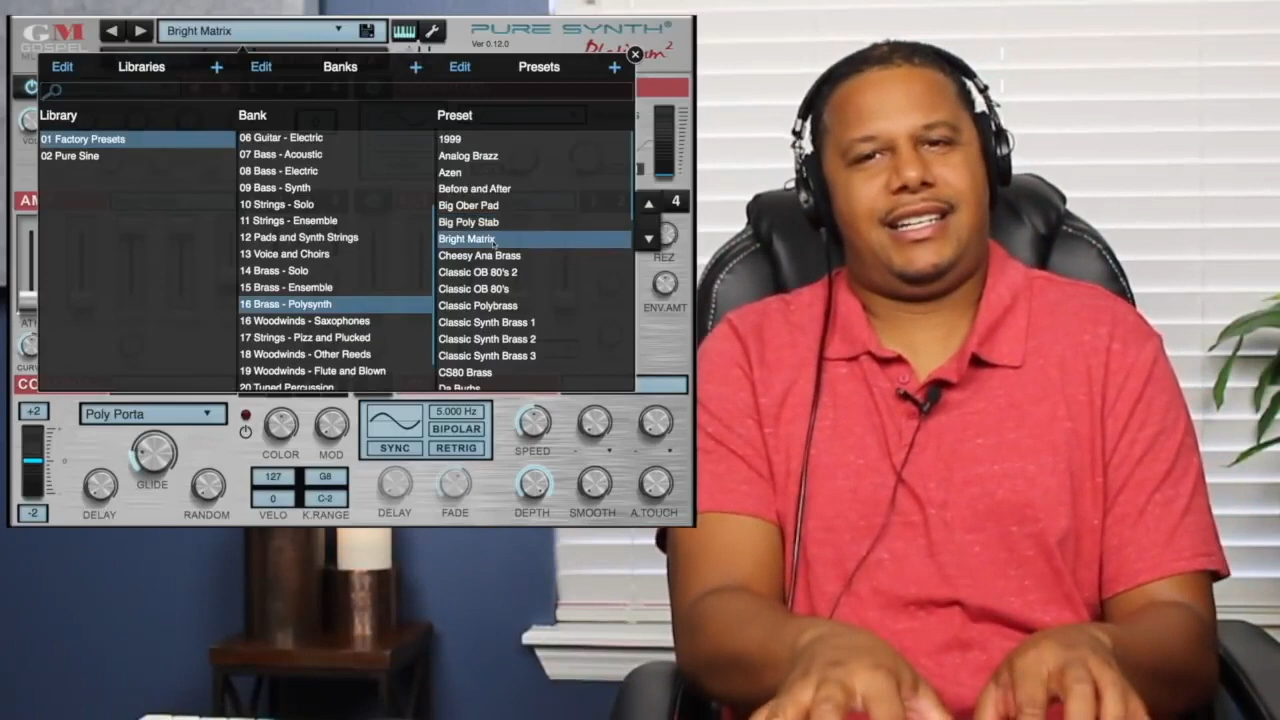 GM
GOSPEL
Bright Matrix
PURE SYNTH®
Platinum²
Ver 0.12.0
Edit Libraries + Edit Banks + Edit Presets +
Library Bank Preset
01 Factory Presets
02 Pure Sine
06 Guitar - Electric
07 Bass - Acoustic
08 Bass - Electric
09 Bass - Synth
10 Strings - Solo
11 Strings - Ensemble
12 Pads and Synth Strings
13 Voice and Choirs
14 Brass - Solo
15 Brass - Ensemble
16 Brass - Polysynth
16 Woodwinds - Saxophones
17 Strings - Pizz and Plucked
18 Woodwinds - Other Reeds
19 Woodwinds - Flute and Blown
20 Tuned Percussion
1999
Analog Brazz
Azen
Before and After
Big Ober Pad
Big Poly Stab
Bright Matrix
Cheesy Ana Brass
Classic OB 80's 2
Classic OB 80's
Classic Polybrass
Classic Synth Brass 1
Classic Synth Brass 2
Classic Synth Brass 3
CS80 Brass
Da Burbs
4
REZ
ENV.AMT
+2
0
-2
Poly Porta
GLIDE
DELAY RANDOM
COLOR MOD
127 G8
0 C-2
VELO K.RANGE
5.000 Hz
BIPOLAR
SYNC RETRIG
DELAY FADE
SPEED - -
DEPTH SMOOTH A.TOUCH